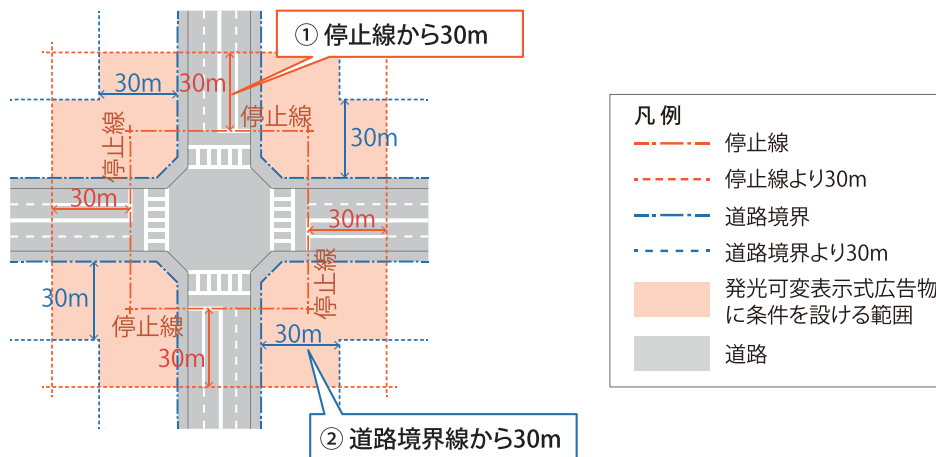 ① 停止線から30m
30m
30m
停止線
30m
停止線
30m
30m
30m
停止線
停止線
30m
30m
30m
② 道路境界線から30m
凡例
停止線
停止線より30m
道路境界
道路境界より30m
発光可変表示式広告物
に条件を設ける範囲
道路